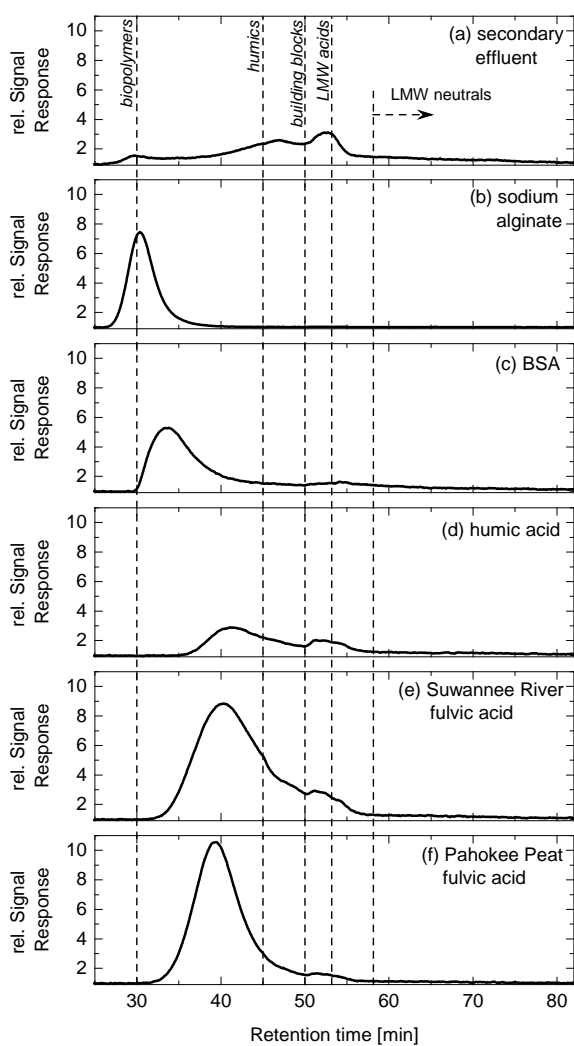 rel. Signal
Response
10
8
6
4
2
biopolymers
humics
building blocks
LMW acids
(a) secondary
effluent
LMW neutrals
rel. Signal
Response
10
8
6
4
2
(b) sodium
alginate
rel. Signal
Response
10
8
6
4
2
(c) BSA
rel. Signal
Response
10
8
6
4
2
(d) humic acid
rel. Signal
Response
10
8
6
4
2
(e) Suwannee River
fulvic acid
rel. Signal
Response
10
8
6
4
2
(f) Pahokee Peat
fulvic acid
30 40 50 60 70 80
Retention time [min]